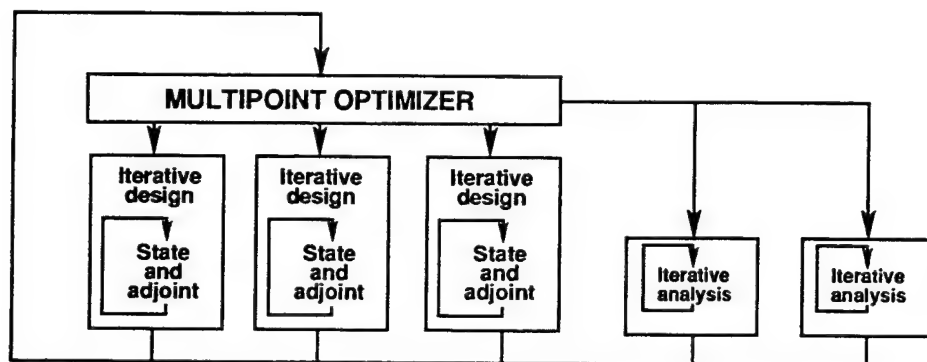 MULTIPOINT OPTIMIZER
Iterative
design
State
and
adjoint
Iterative
design
State
and
adjoint
Iterative
design
State
and
adjoint
Iterative
analysis
Iterative
analysis